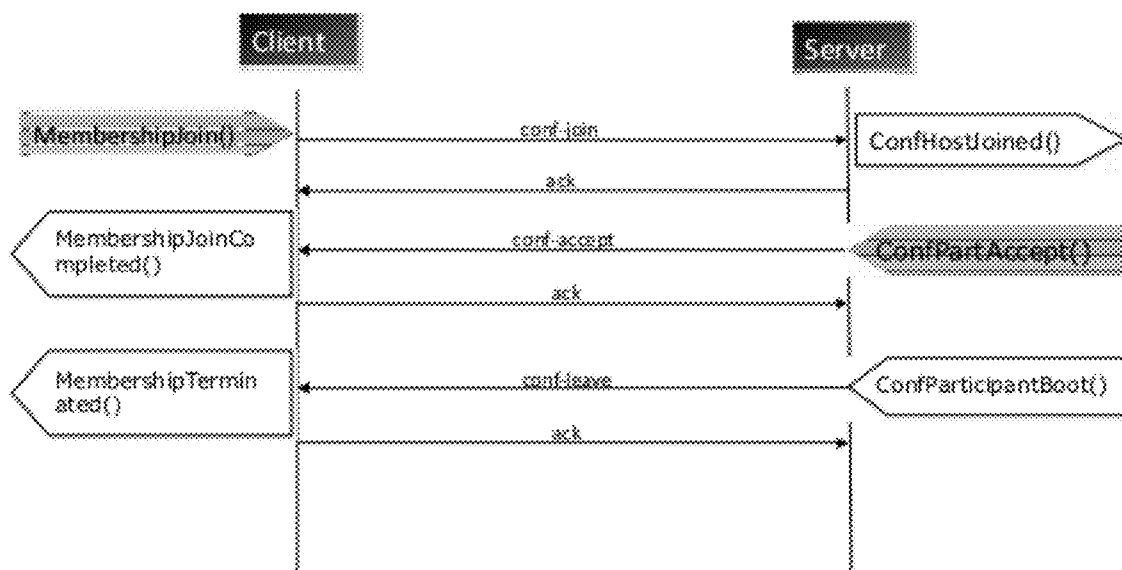 Client
Server
MembershipJoin()
conf-join
ConfHostJoined()
ack
MembershipJoinCo
mpleted()
conf-accept
ConfPartAccept()
ack
MembershipTermin
ated()
conf-leave
ConfParticipantBoot()
ack